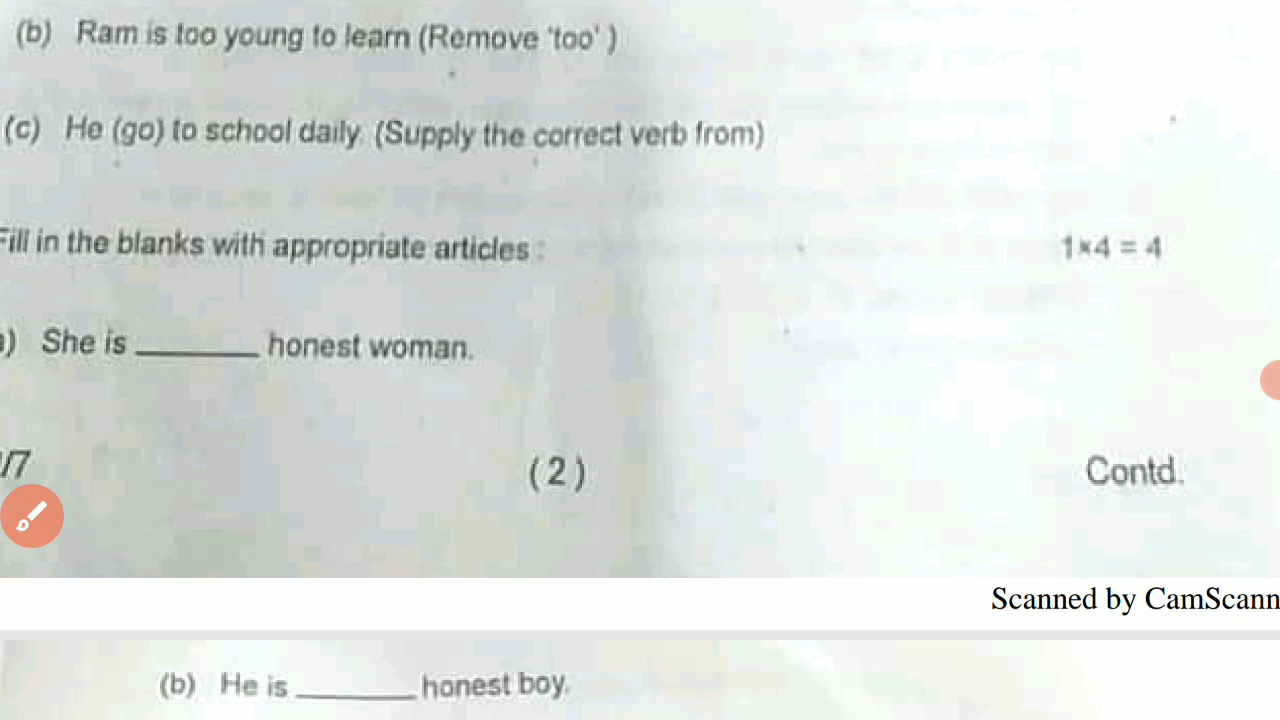 (b) Ram is too young to learn (Remove 'too' )
(c) He (go) to school daily. (Supply the correct verb from)
Fill in the blanks with appropriate articles : 1×4 = 4
) She is ______ honest woman.
/7 (2) Contd.
Scanned by CamScann
(b) He is ______ honest boy.